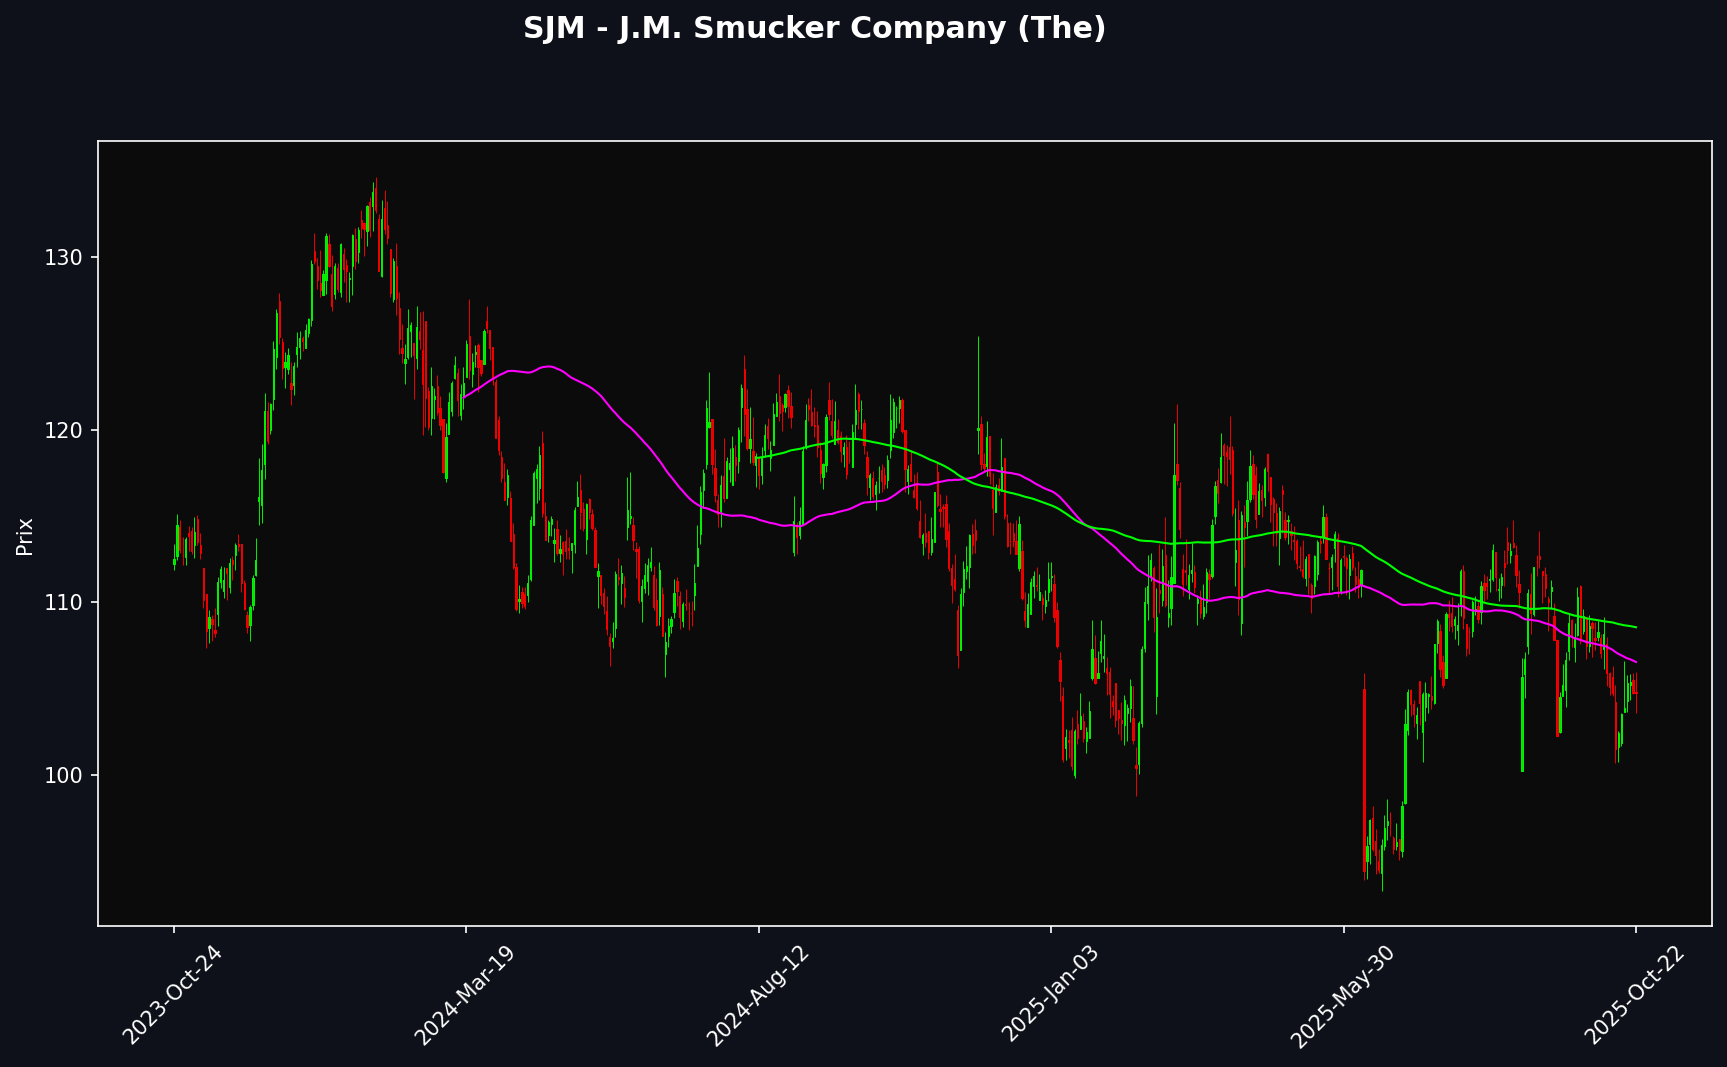 SJM - J.M. Smucker Company (The)
Prix
130
120
110
100
2023-Oct-24
2024-Mar-19
2024-Aug-12
2025-Jan-03
2025-May-30
2025-Oct-22